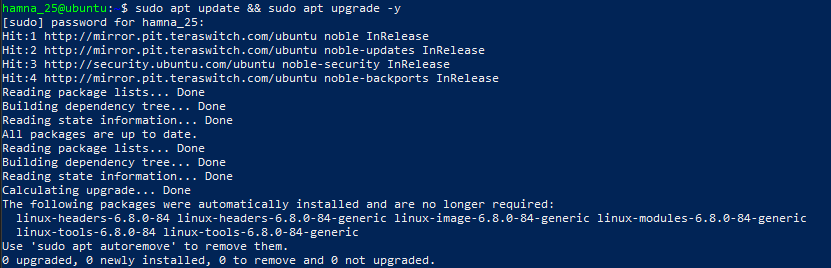 hamna_25@ubuntu: $ sudo apt update && sudo apt upgrade -y
[sudo] password for hamna_25:
Hit:1 http://mirror.pit.teraswitch.com/ubuntu noble InRelease
Hit:2 http://mirror.pit.teraswitch.com/ubuntu noble-updates InRelease
Hit:3 http://security.ubuntu.com/ubuntu noble-security InRelease
Hit:4 http://mirror.pit.teraswitch.com/ubuntu noble-backports InRelease
Reading package lists... Done
Building dependency tree... Done
Reading state information... Done
All packages are up to date.
Reading package lists... Done
Building dependency tree... Done
Reading state information... Done
Calculating upgrade... Done
The following packages were automatically installed and are no longer required:
  linux-headers-6.8.0-84 linux-headers-6.8.0-84-generic linux-image-6.8.0-84-generic linux-modules-6.8.0-84-generic
  linux-tools-6.8.0-84 linux-tools-6.8.0-84-generic
Use 'sudo apt autoremove' to remove them.
0 upgraded, 0 newly installed, 0 to remove and 0 not upgraded.